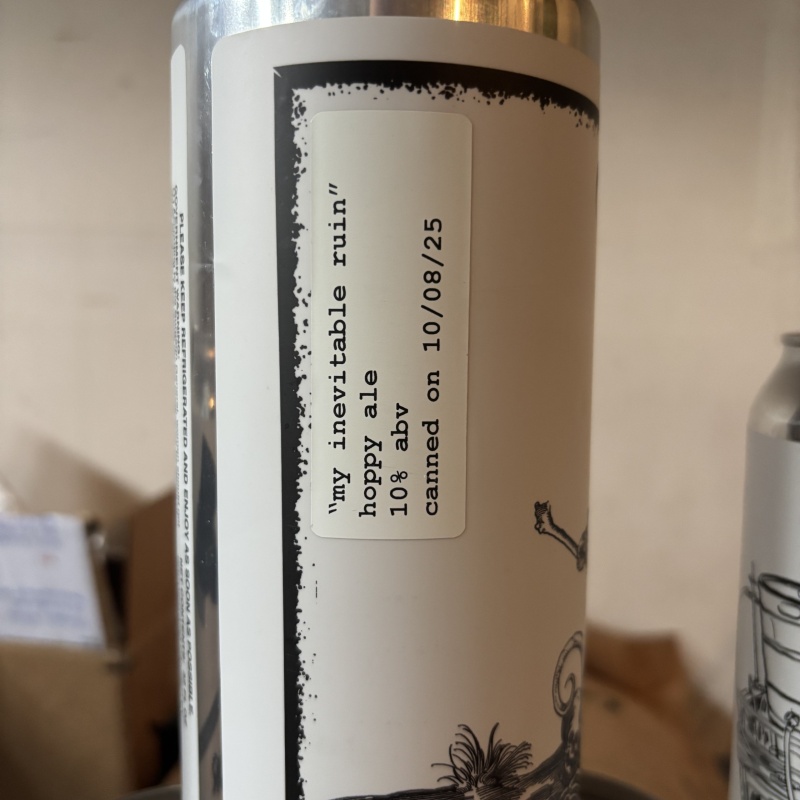 "my inevitable ruin"
hoppy ale
10% abv
canned on 10/08/25
PLEASE KEEP REFRIGERATED AND ENJOY AS SOON AS POSSIBLE